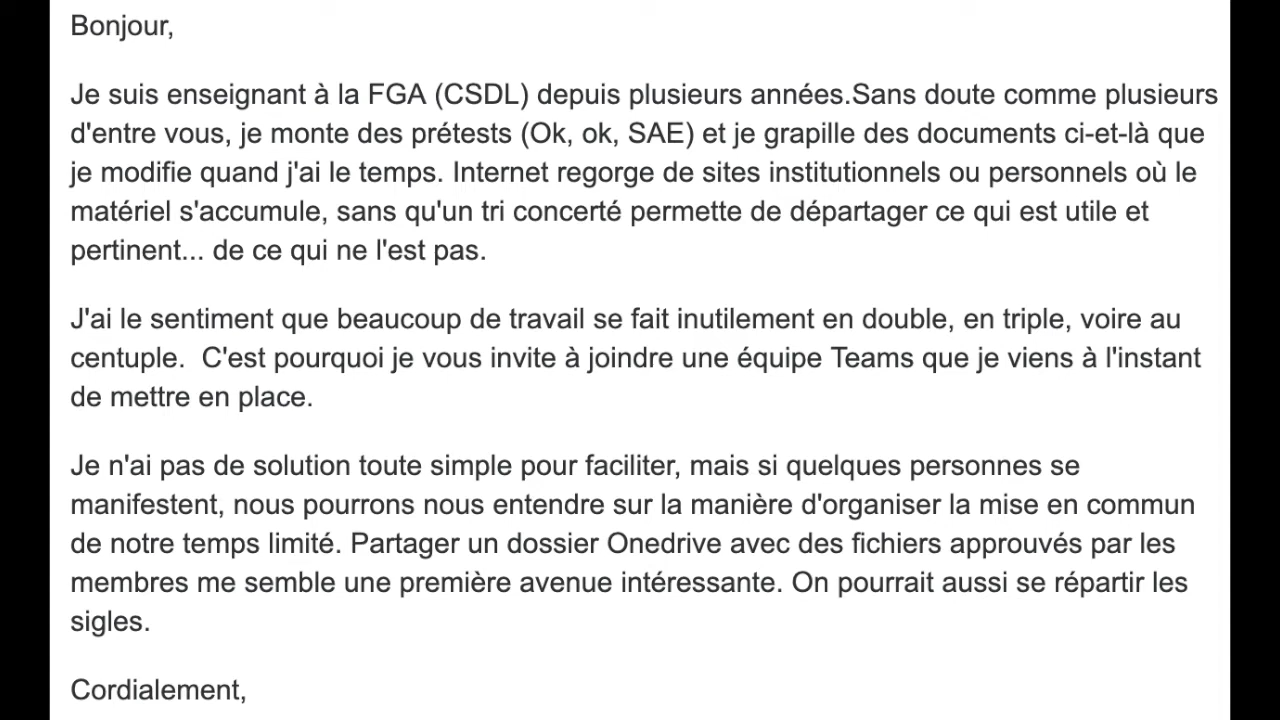 Bonjour,
Je suis enseignant à la FGA (CSDL) depuis plusieurs années.Sans doute comme plusieurs
d'entre vous, je monte des prétests (Ok, ok, SAE) et je grapille des documents ci-et-là que
je modifie quand j'ai le temps. Internet regorge de sites institutionnels ou personnels où le
matériel s'accumule, sans qu'un tri concerté permette de départager ce qui est utile et
pertinent... de ce qui ne l'est pas.
J'ai le sentiment que beaucoup de travail se fait inutilement en double, en triple, voire au
centuple.  C'est pourquoi je vous invite à joindre une équipe Teams que je viens à l'instant
de mettre en place.
Je n'ai pas de solution toute simple pour faciliter, mais si quelques personnes se
manifestent, nous pourrons nous entendre sur la manière d'organiser la mise en commun
de notre temps limité. Partager un dossier Onedrive avec des fichiers approuvés par les
membres me semble une première avenue intéressante. On pourrait aussi se répartir les
sigles.
Cordialement,